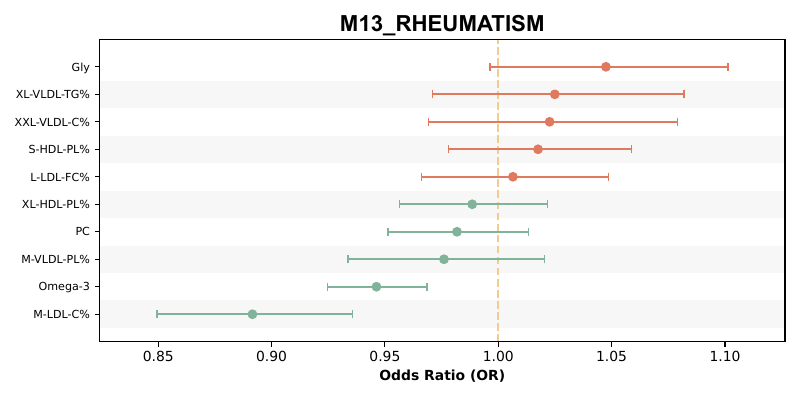 M13_RHEUMATISM
Gly
XL-VLDL-TG%
XXL-VLDL-C%
S-HDL-PL%
L-LDL-FC%
XL-HDL-PL%
PC
M-VLDL-PL%
Omega-3
M-LDL-C%
0.85 0.90 0.95 1.00 1.05 1.10
Odds Ratio (OR)